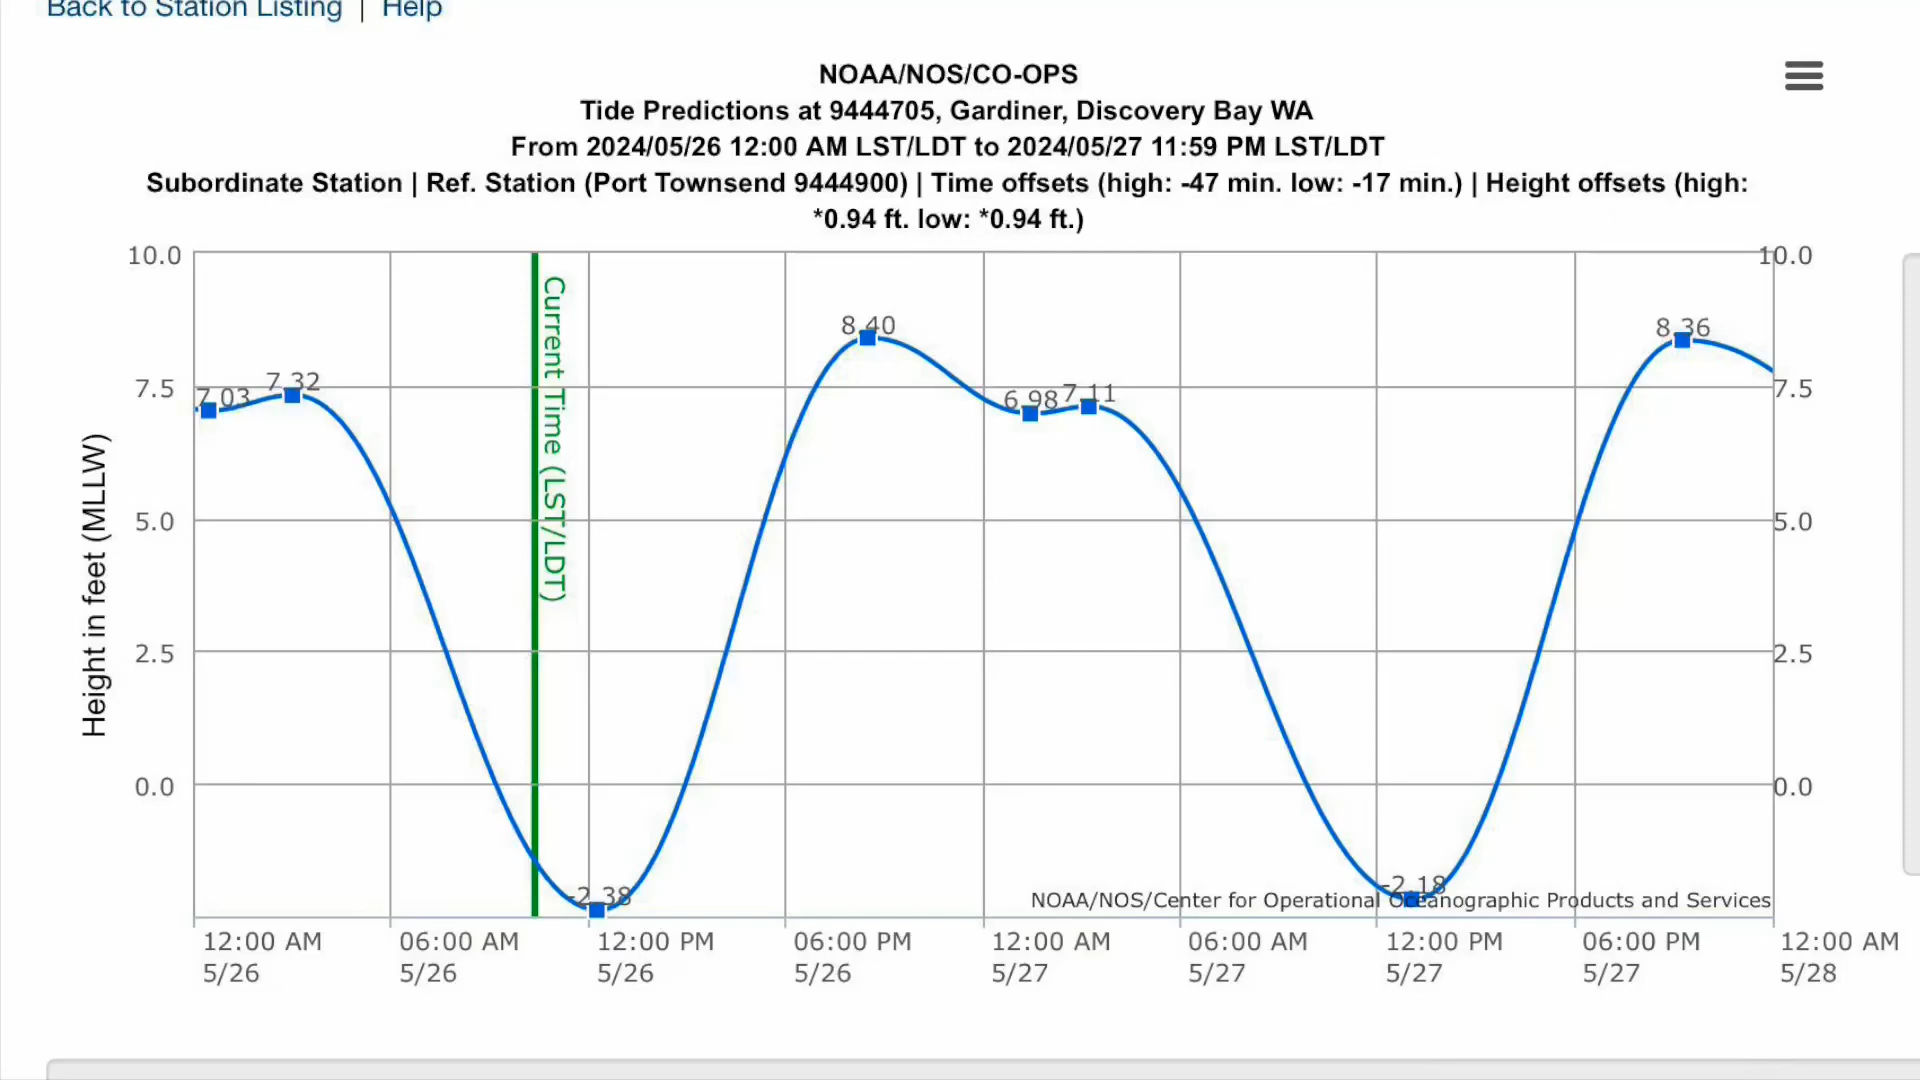 Back to Station Listing | Help
NOAA/NOS/CO-OPS
Tide Predictions at 9444705, Gardiner, Discovery Bay WA
From 2024/05/26 12:00 AM LST/LDT to 2024/05/27 11:59 PM LST/LDT
Subordinate Station | Ref. Station (Port Townsend 9444900) | Time offsets (high: -47 min. low: -17 min.) | Height offsets (high:
*0.94 ft. low: *0.94 ft.)
Height in feet (MLLW)
10.0
7.5
5.0
2.5
0.0
Current Time (LST/LDT)
7.03
7.32
-2.38
8.40
6.98
7.11
-2.18
8.36
10.0
7.5
5.0
2.5
0.0
NOAA/NOS/Center for Operational Oceanographic Products and Services
12:00 AM 06:00 AM 12:00 PM 06:00 PM 12:00 AM 06:00 AM 12:00 PM 06:00 PM 12:00 AM
5/26 5/26 5/26 5/26 5/27 5/27 5/27 5/27 5/28